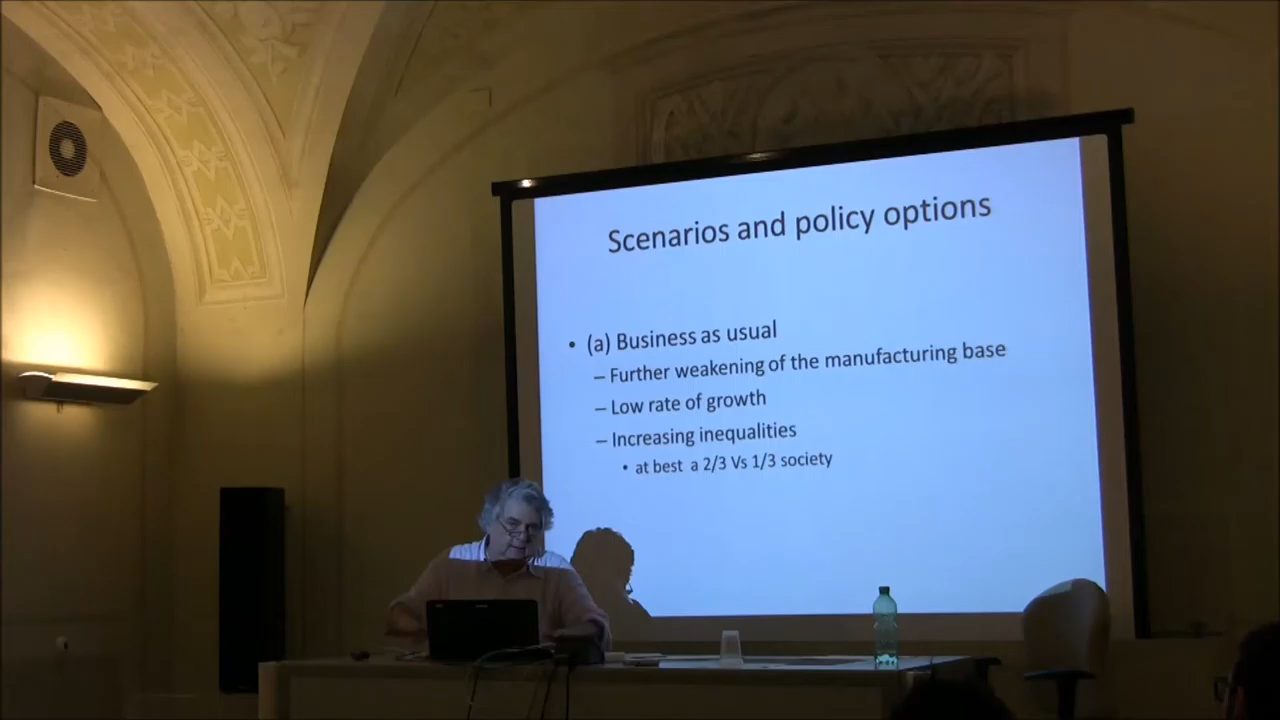 Scenarios and policy options
• (a) Business as usual
– Further weakening of the manufacturing base
– Low rate of growth
– Increasing inequalities
• at best a 2/3 Vs 1/3 society